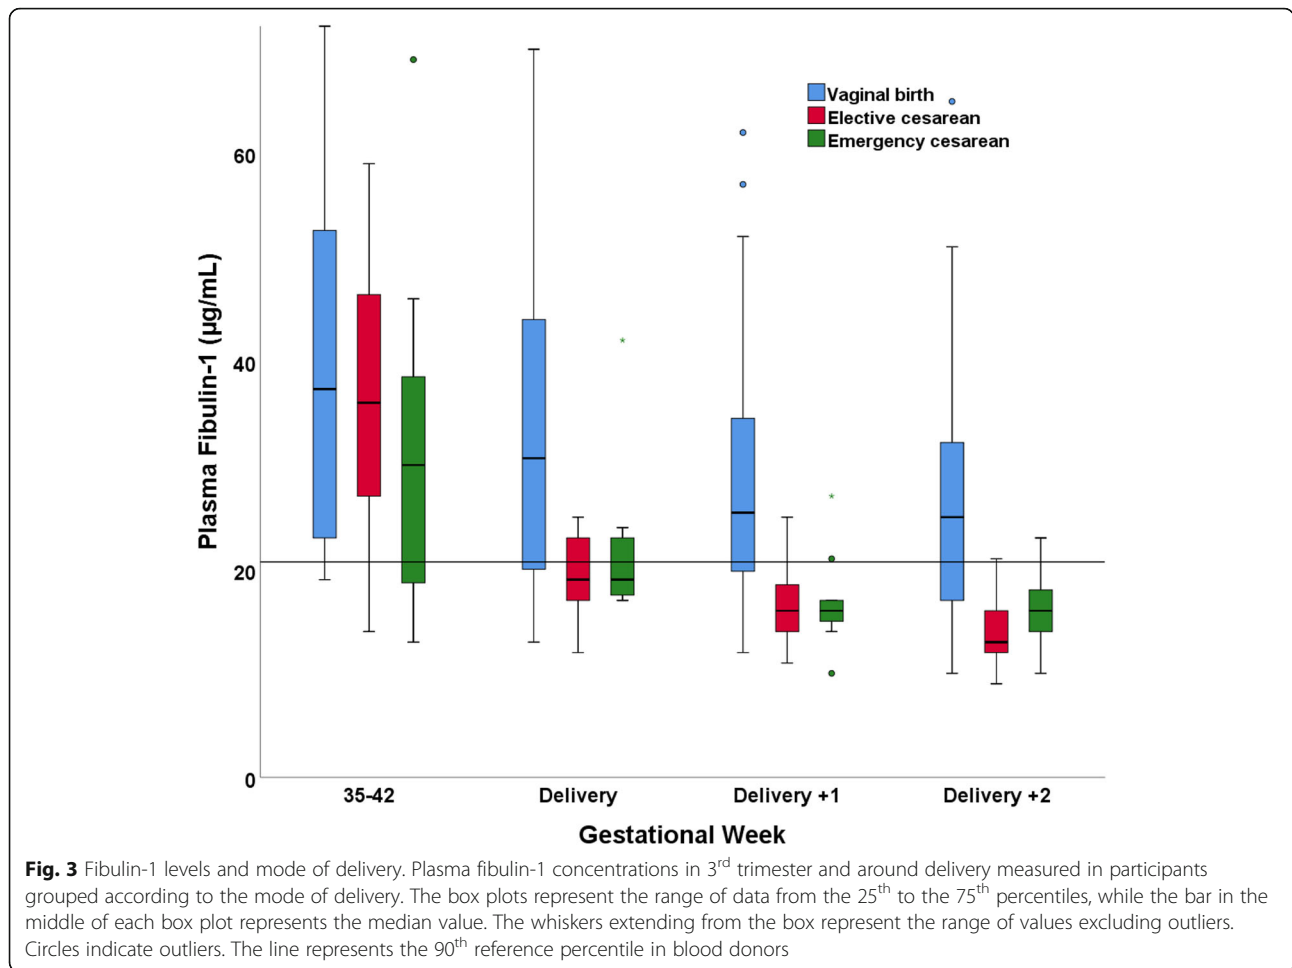 Vaginal birth
Elective cesarean
Emergency cesarean
Plasma Fibulin-1 (µg/mL)
60
40
20
0
35-42 Delivery Delivery +1 Delivery +2
Gestational Week
Fig. 3 Fibulin-1 levels and mode of delivery. Plasma fibulin-1 concentrations in 3rd trimester and around delivery measured in participants
grouped according to the mode of delivery. The box plots represent the range of data from the 25th to the 75th percentiles, while the bar in the
middle of each box plot represents the median value. The whiskers extending from the box represent the range of values excluding outliers.
Circles indicate outliers. The line represents the 90th reference percentile in blood donors